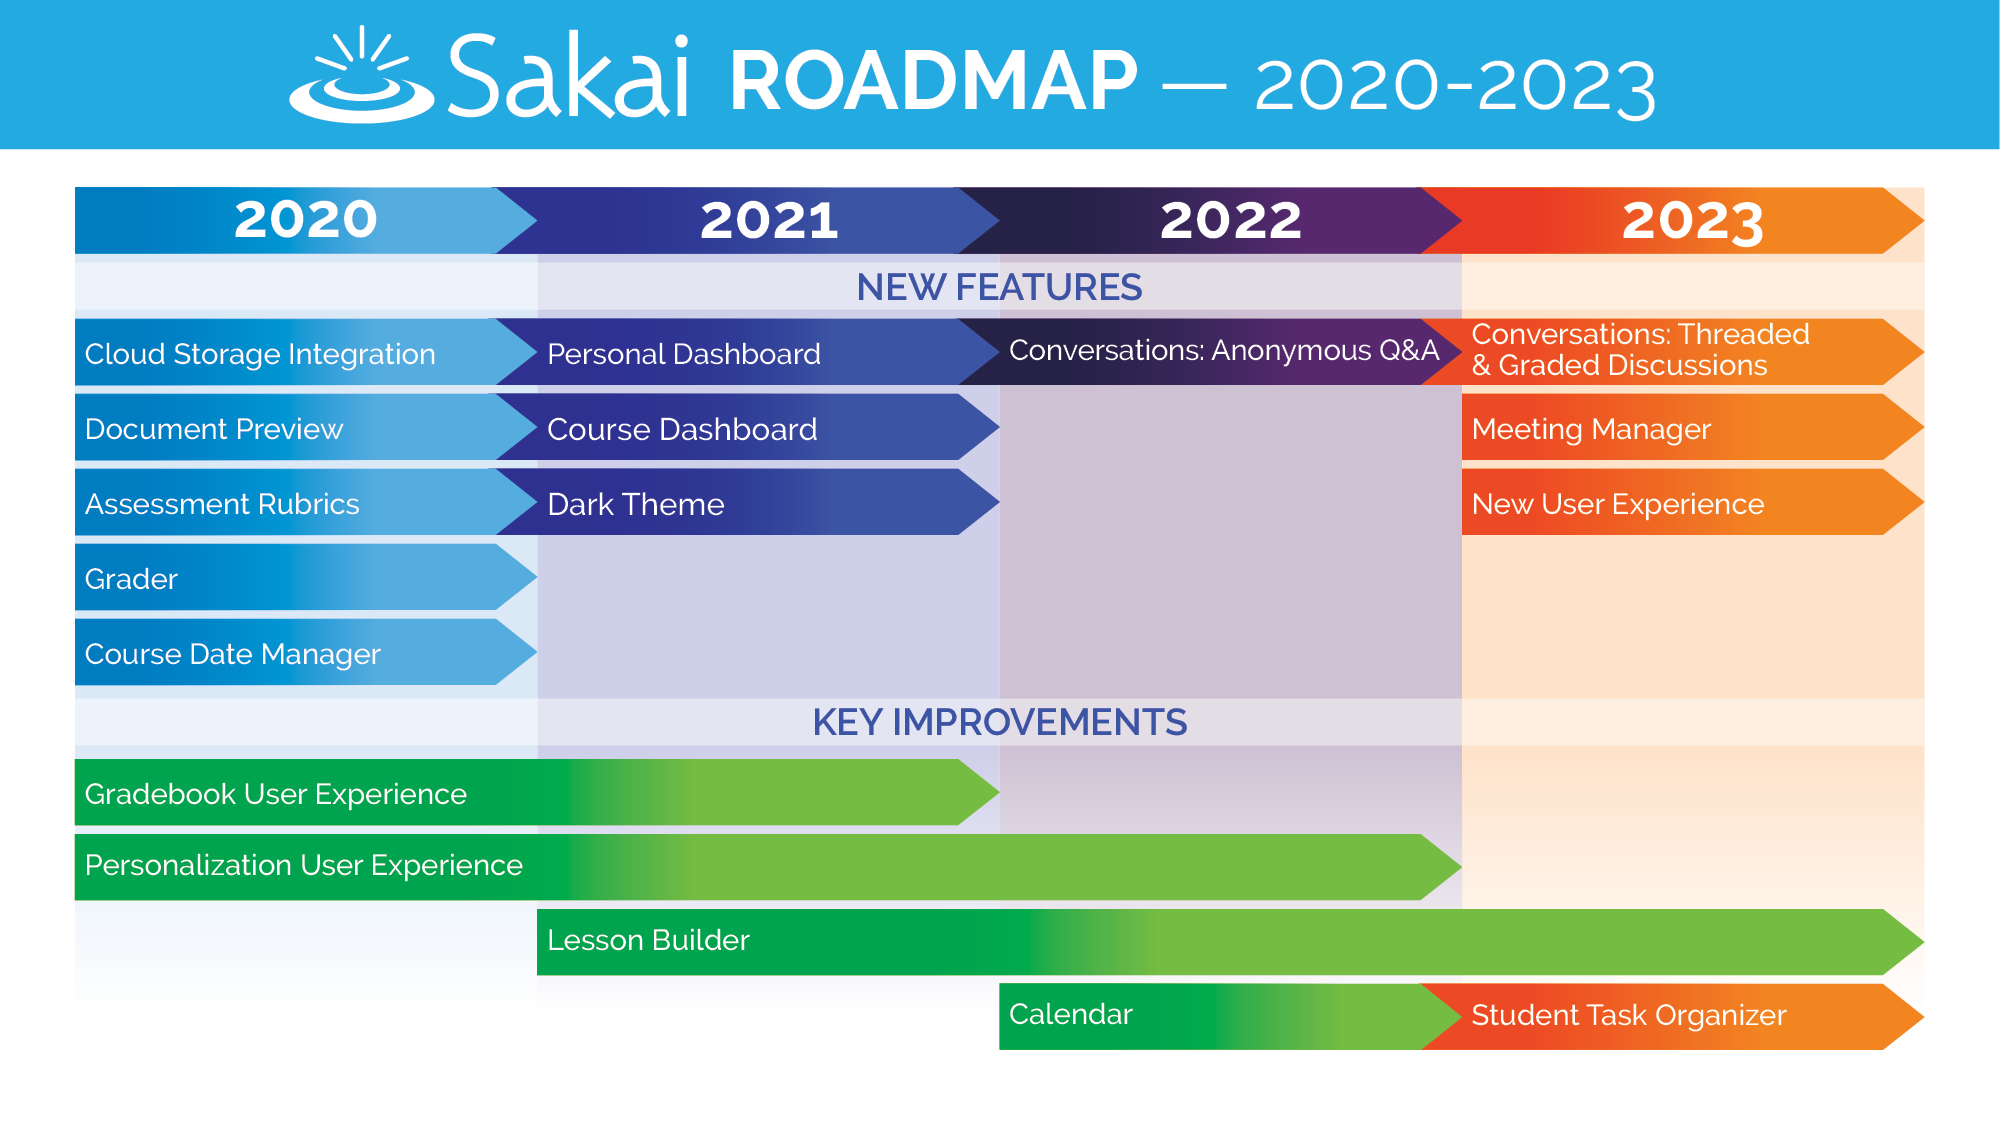 Sakai ROADMAP — 2020-2023
2020 2021 2022 2023
NEW FEATURES
Cloud Storage Integration
Personal Dashboard
Conversations: Anonymous Q&A
Conversations: Threaded
& Graded Discussions
Document Preview
Course Dashboard
Meeting Manager
Assessment Rubrics
Dark Theme
New User Experience
Grader
Course Date Manager
KEY IMPROVEMENTS
Gradebook User Experience
Personalization User Experience
Lesson Builder
Calendar
Student Task Organizer